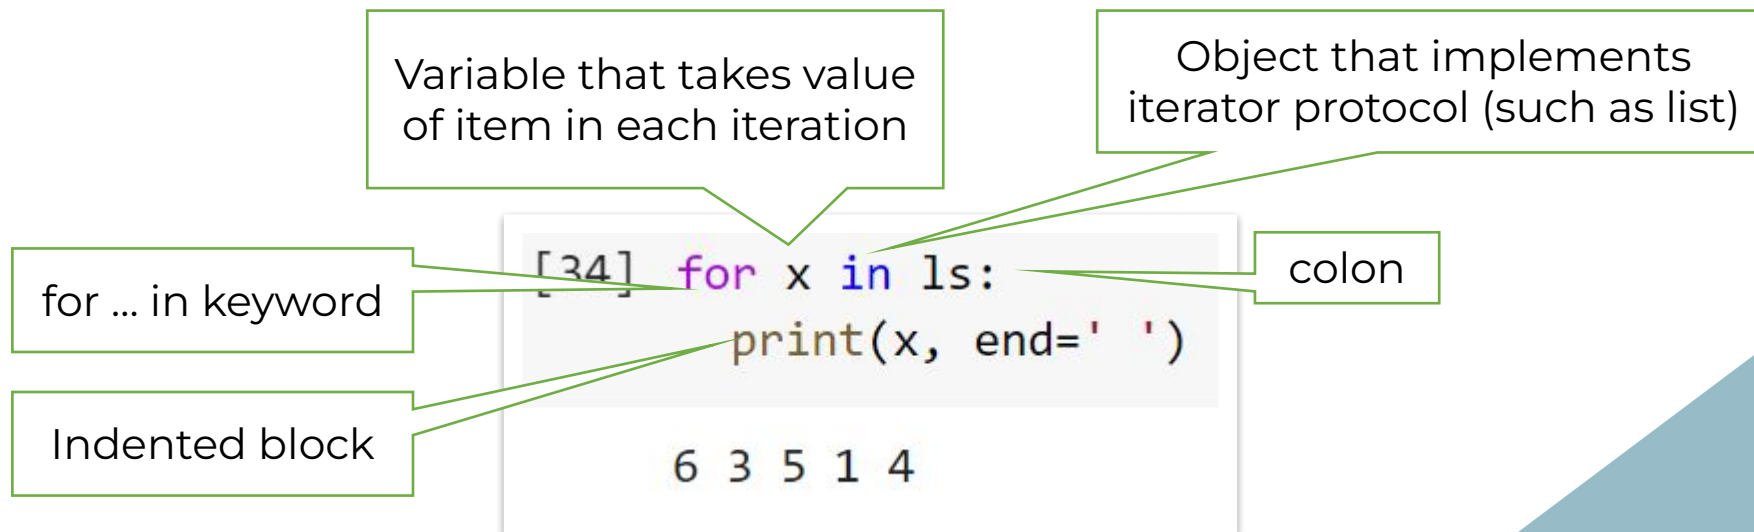 Variable that takes value
of item in each iteration
Object that implements
iterator protocol (such as list)
for ... in keyword
[34] for x in ls:
colon
print(x, end=' ')
Indented block
6 3 5 1 4